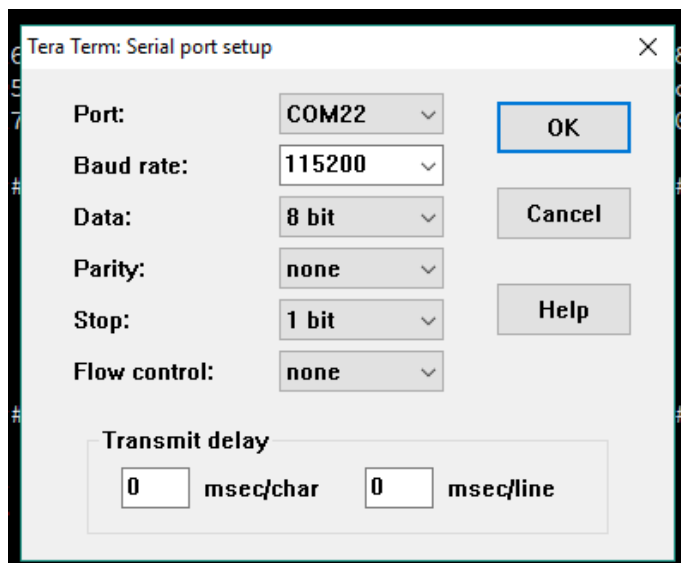 Tera Term: Serial port setup
Port: COM22 OK
Baud rate: 115200
Data: 8 bit Cancel
Parity: none
Stop: 1 bit Help
Flow control: none
Transmit delay
0 msec/char 0 msec/line